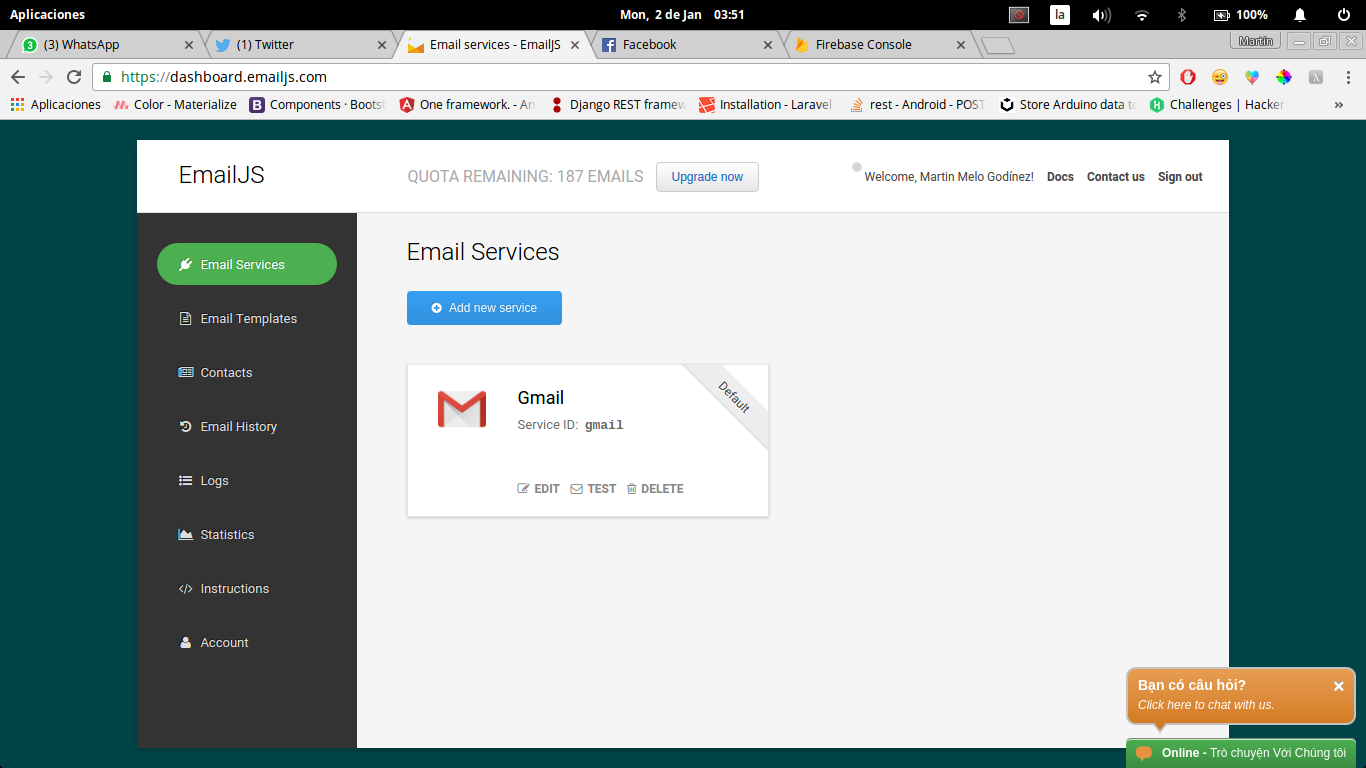 Aplicaciones Mon, 2 de Jan 03:51 la 100%
(3) WhatsApp (1) Twitter Email services - EmailJS Facebook Firebase Console Martin
https://dashboard.emailjs.com
Aplicaciones Color - Materialize Components · Boots One framework. - An Django REST framew Installation - Laravel rest - Android - POST Store Arduino data to Challenges | Hacker »
EmailJS QUOTA REMAINING: 187 EMAILS Upgrade now Welcome, Martin Melo Godínez! Docs Contact us Sign out
Email Services
Email Templates
Contacts
Email History
Logs
Statistics
Instructions
Account
Email Services
Add new service
Gmail
Default
Service ID: gmail
EDIT TEST DELETE
Bạn có câu hỏi?
Click here to chat with us.
Online - Trò chuyện Với Chúng tôi